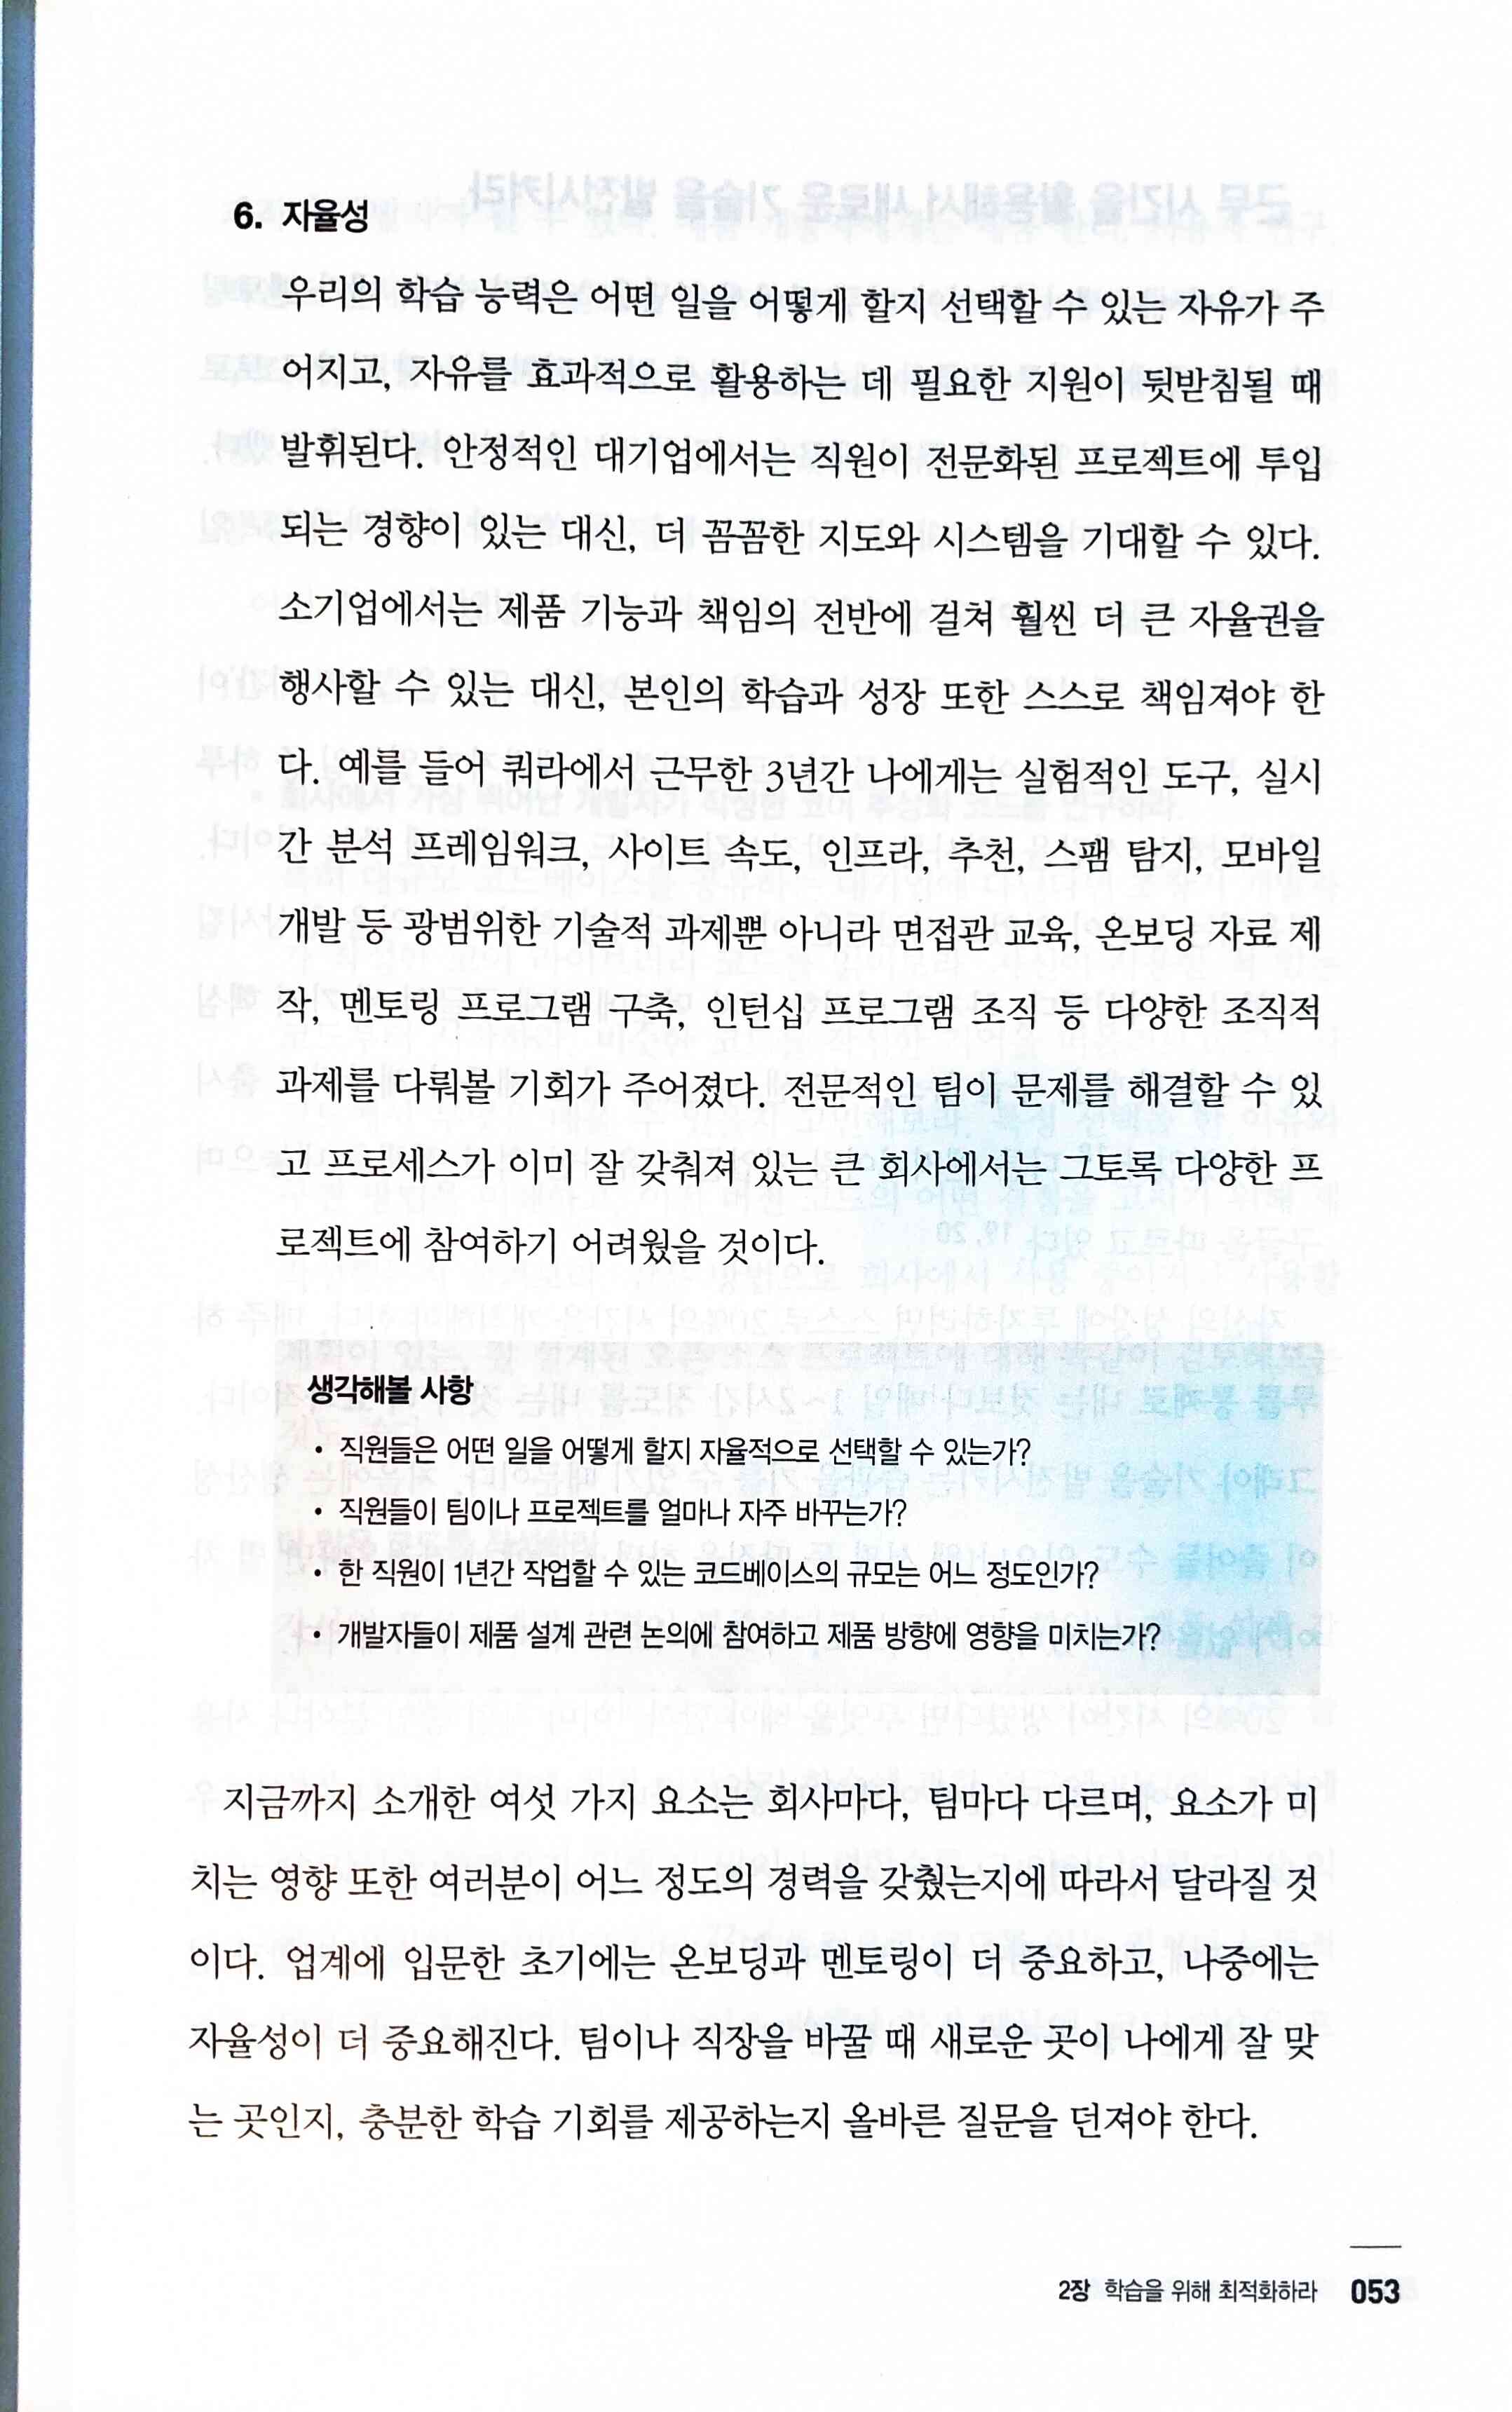 6. 자율성
우리의 학습 능력은 어떤 일을 어떻게 할지 선택할 수 있는 자유가 주
어지고, 자유를 효과적으로 활용하는 데 필요한 지원이 뒷받침될 때
발휘된다. 안정적인 대기업에서는 직원이 전문화된 프로젝트에 투입
되는 경향이 있는 대신, 더 꼼꼼한 지도와 시스템을 기대할 수 있다.
소기업에서는 제품 기능과 책임의 전반에 걸쳐 훨씬 더 큰 자율권을
행사할 수 있는 대신, 본인의 학습과 성장 또한 스스로 책임져야 한
다. 예를 들어 쿼라에서 근무한 3년간 나에게는 실험적인 도구, 실시
간 분석 프레임워크, 사이트 속도, 인프라, 추천, 스팸 탐지, 모바일
개발 등 광범위한 기술적 과제뿐 아니라 면접관 교육, 온보딩 자료 제
작, 멘토링 프로그램 구축, 인턴십 프로그램 조직 등 다양한 조직적
과제를 다뤄볼 기회가 주어졌다. 전문적인 팀이 문제를 해결할 수 있
고 프로세스가 이미 잘 갖춰져 있는 큰 회사에서는 그토록 다양한 프
로젝트에 참여하기 어려웠을 것이다.
생각해볼 사항
• 직원들은 어떤 일을 어떻게 할지 자율적으로 선택할 수 있는가?
• 직원들이 팀이나 프로젝트를 얼마나 자주 바꾸는가?
• 한 직원이 1년간 작업할 수 있는 코드베이스의 규모는 어느 정도인가?
• 개발자들이 제품 설계 관련 논의에 참여하고 제품 방향에 영향을 미치는가?
지금까지 소개한 여섯 가지 요소는 회사마다, 팀마다 다르며, 요소가 미
치는 영향 또한 여러분이 어느 정도의 경력을 갖췄는지에 따라서 달라질 것
이다. 업계에 입문한 초기에는 온보딩과 멘토링이 더 중요하고, 나중에는
자율성이 더 중요해진다. 팀이나 직장을 바꿀 때 새로운 곳이 나에게 잘 맞
는 곳인지, 충분한 학습 기회를 제공하는지 올바른 질문을 던져야 한다.
2장 학습을 위해 최적화하라 053